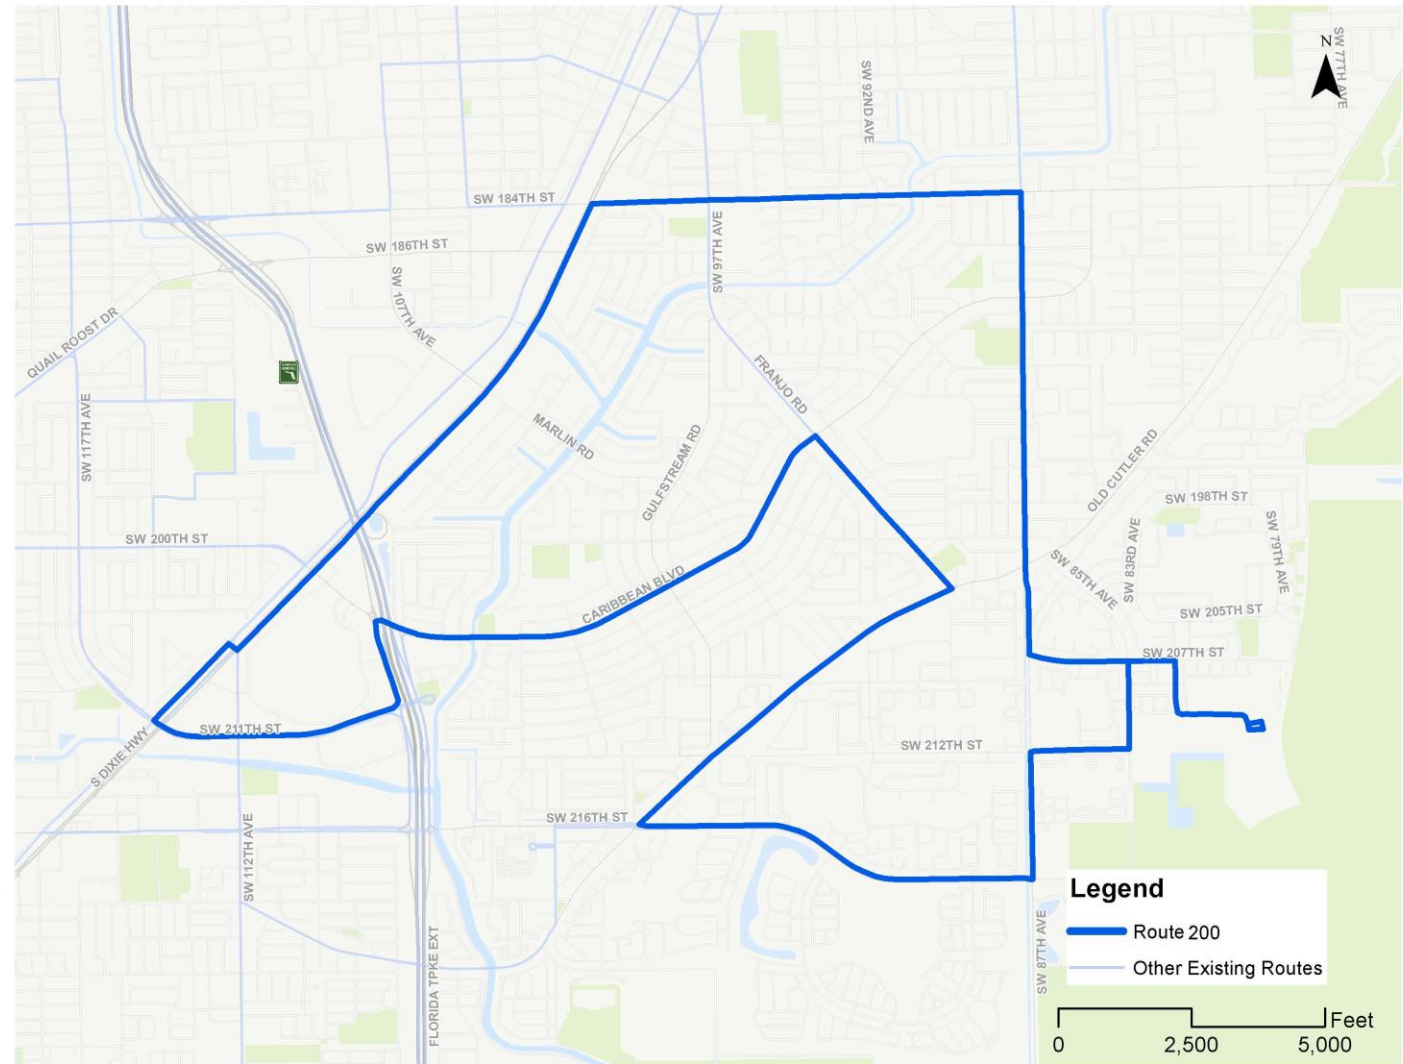 N
SW 77TH AVE
SW 92ND AVE
SW 184TH ST
SW 186TH ST
SW 97TH AVE
SW 107TH AVE
QUAIL ROOST DR
FRANJO RD
SW 117TH AVE
MARLIN RD
GULFSTREAM RD
OLD CUTLER RD
SW 198TH ST
SW 200TH ST
SW 79TH AVE
SW 83RD AVE
SW 85TH AVE
CARIBBEAN BLVD
SW 205TH ST
SW 207TH ST
SW 211TH ST
S DIXIE HWY
SW 212TH ST
SW 216TH ST
SW 112TH AVE
FLORIDA TPKE EXT
SW 87TH AVE
Legend
Route 200
Other Existing Routes
Feet
0 2,500 5,000